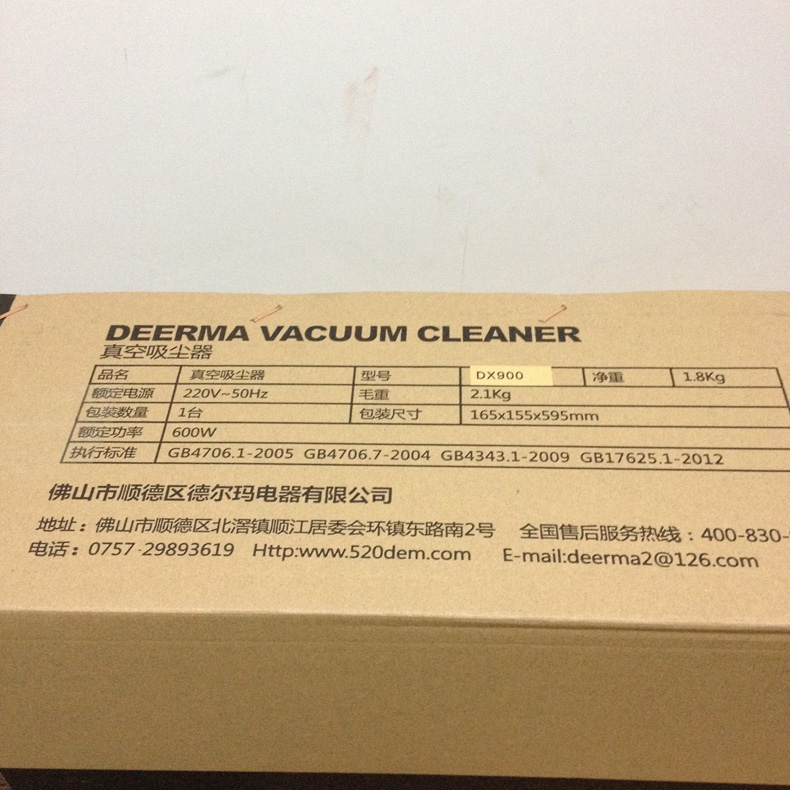 DEERMA VACUUM CLEANER
真空吸尘器
品名 真空吸尘器 型号 DX900 净重 1.8Kg
额定电源 220V~50Hz 毛重 2.1Kg
包装数量 1台 包装尺寸 165x155x595mm
额定功率 600W
执行标准 GB4706.1-2005 GB4706.7-2004 GB4343.1-2009 GB17625.1-2012
佛山市顺德区德尔玛电器有限公司
地址：佛山市顺德区北滘镇顺江居委会环镇东路南2号 全国售后服务热线：400-830-
电话：0757-29893619 Http:www.520dem.com E-mail:deerma2@126.com